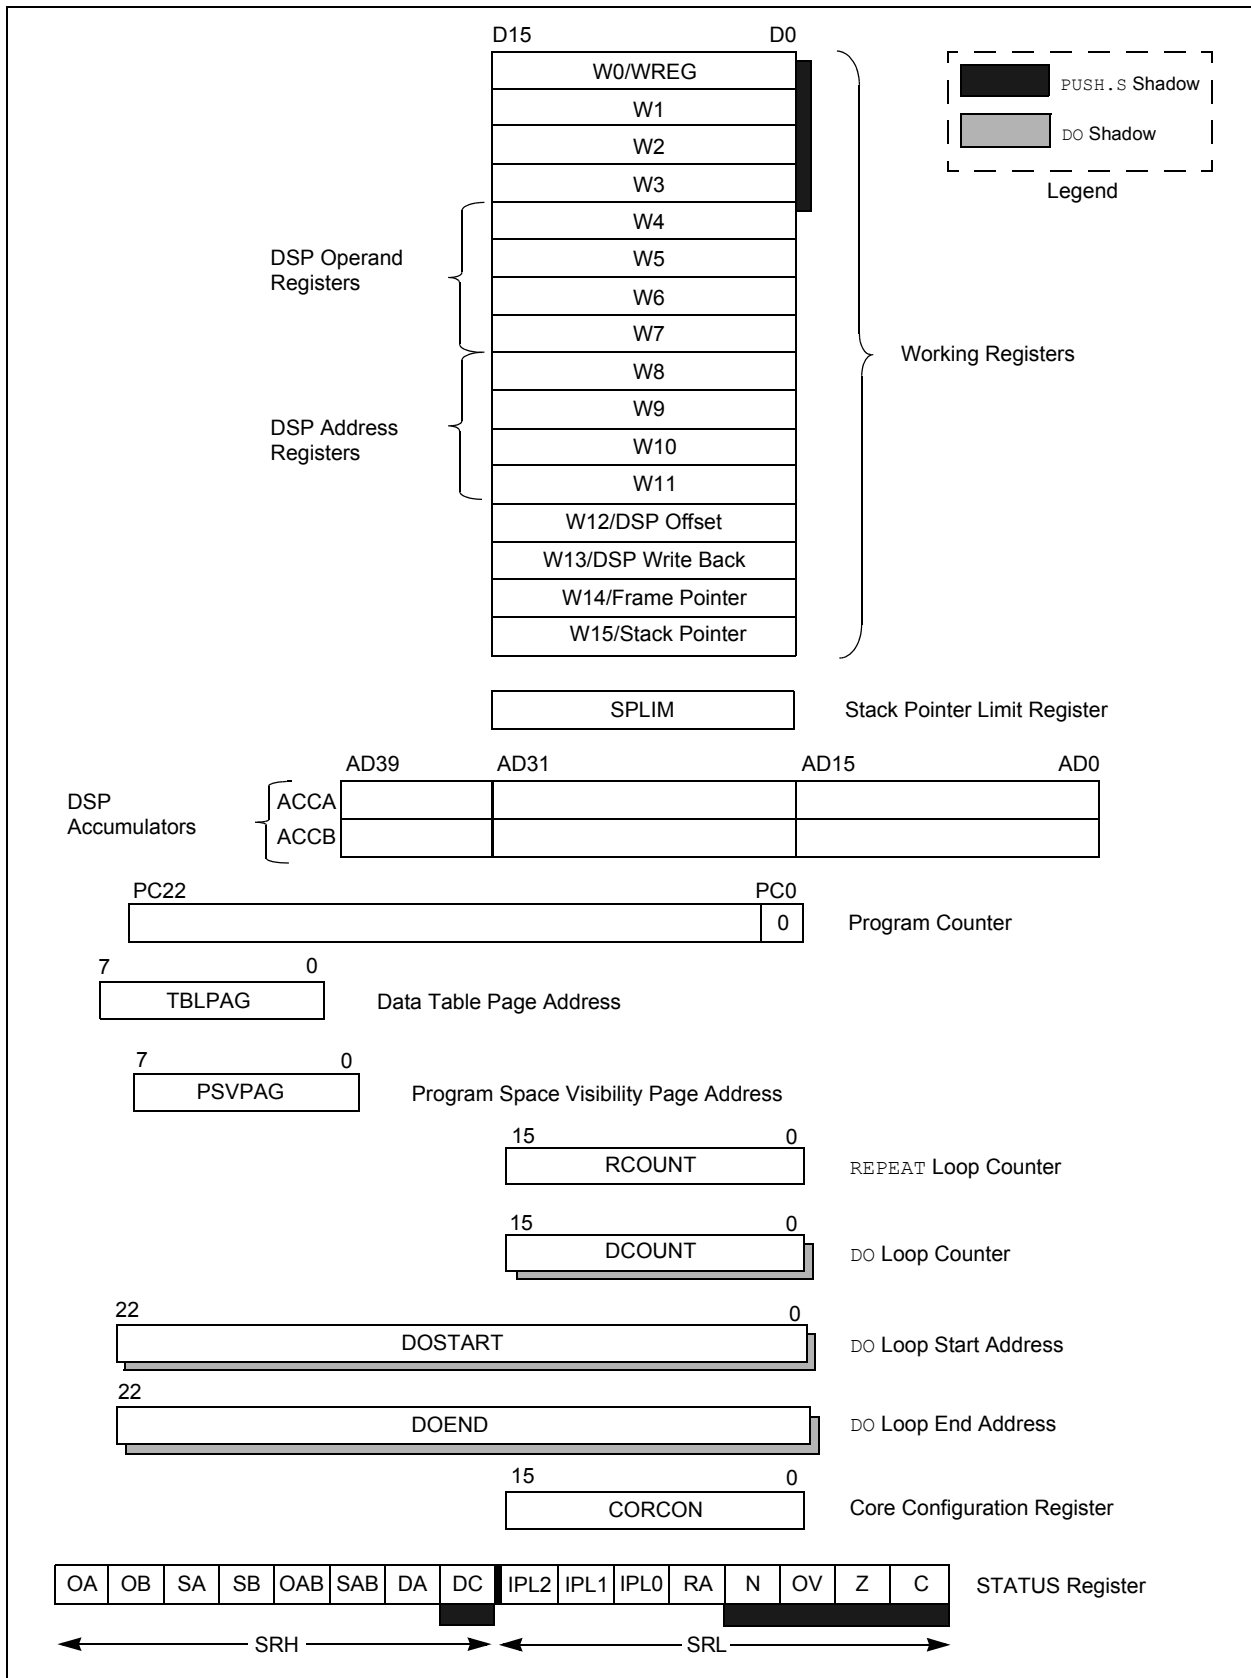 D15 D0
W0/WREG
W1
W2
W3
W4
W5
W6
W7
W8
W9
W10
W11
W12/DSP Offset
W13/DSP Write Back
W14/Frame Pointer
W15/Stack Pointer
PUSH.S Shadow
DO Shadow
Legend
DSP Operand
Registers
DSP Address
Registers
Working Registers
SPLIM Stack Pointer Limit Register
AD39 AD31 AD15 AD0
DSP
Accumulators
ACCA
ACCB
PC22 PC0
0 Program Counter
7 0
TBLPAG Data Table Page Address
7 0
PSVPAG Program Space Visibility Page Address
15 0
RCOUNT REPEAT Loop Counter
15 0
DCOUNT DO Loop Counter
22 0
DOSTART DO Loop Start Address
22
DOEND DO Loop End Address
15 0
CORCON Core Configuration Register
OA OB SA SB OAB SAB DA DC IPL2 IPL1 IPL0 RA N OV Z C STATUS Register
SRH SRL